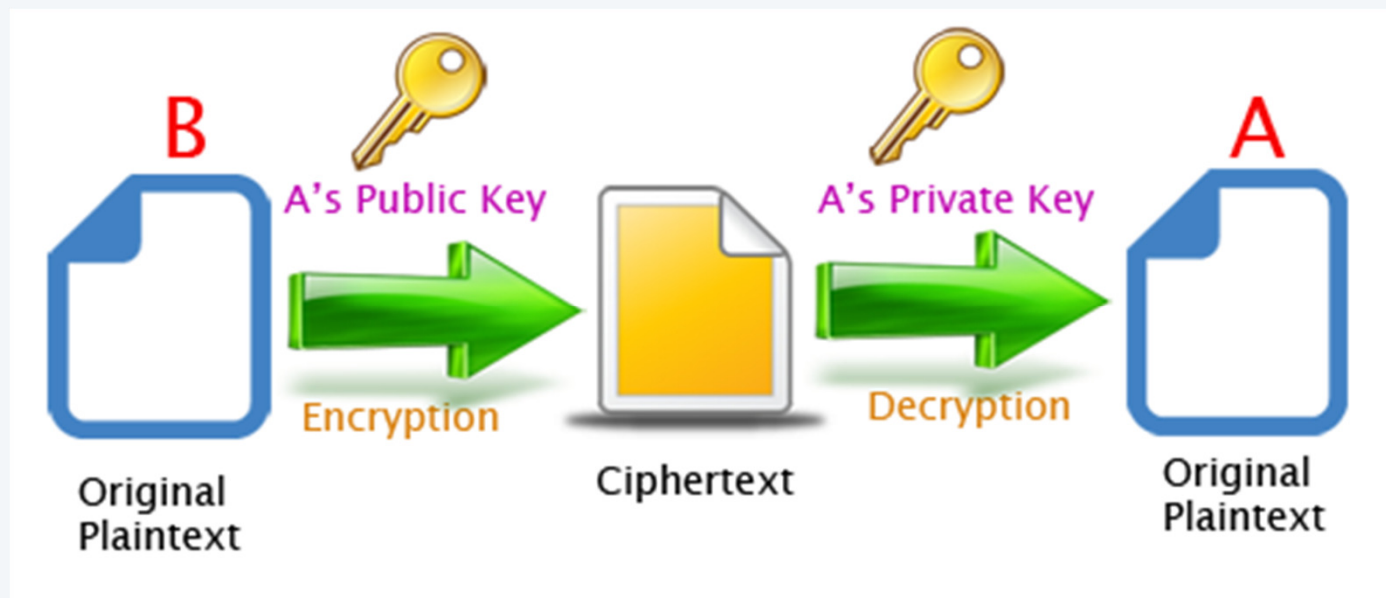 B
A
A's Public Key
A's Private Key
Encryption
Decryption
Original
Plaintext
Ciphertext
Original
Plaintext